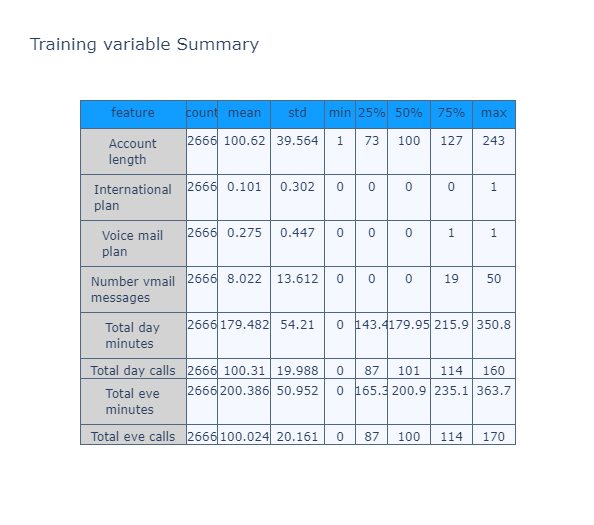 Training variable Summary
feature count mean std min 25% 50% 75% max
Account length 2666 100.62 39.564 1 73 100 127 243
International plan 2666 0.101 0.302 0 0 0 0 1
Voice mail plan 2666 0.275 0.447 0 0 0 1 1
Number vmail messages 2666 8.022 13.612 0 0 0 19 50
Total day minutes 2666 179.482 54.21 0 143.4 179.95 215.9 350.8
Total day calls 2666 100.31 19.988 0 87 101 114 160
Total eve minutes 2666 200.386 50.952 0 165.3 200.9 235.1 363.7
Total eve calls 2666 100.024 20.161 0 87 100 114 170